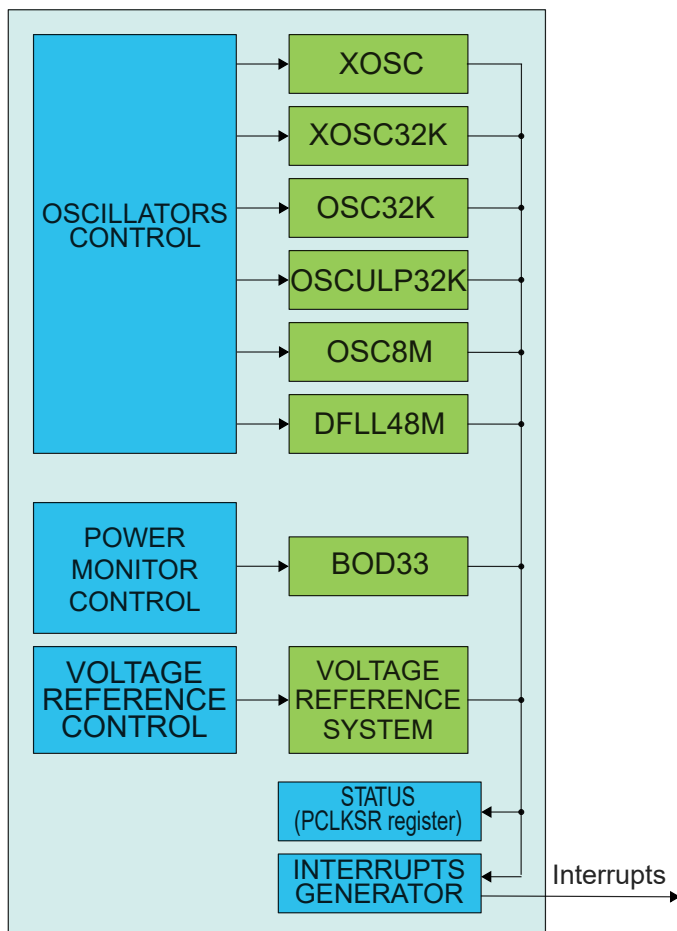 OSCILLATORS
CONTROL
XOSC
XOSC32K
OSC32K
OSCULP32K
OSC8M
DFLL48M
POWER
MONITOR
CONTROL
BOD33
VOLTAGE
REFERENCE
CONTROL
VOLTAGE
REFERENCE
SYSTEM
STATUS
(PCLKSR register)
INTERRUPTS
GENERATOR
Interrupts